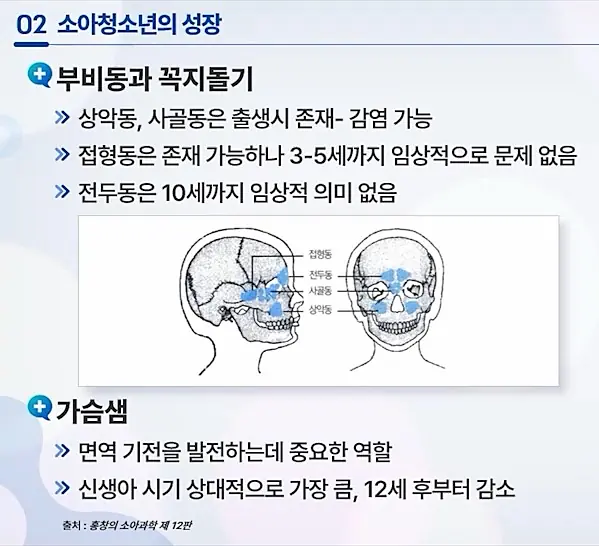 02 소아청소년의 성장
부비동과 꼭지돌기
상악동, 사골동은 출생시 존재- 감염 가능
접형동은 존재 가능하나 3-5세까지 임상적으로 문제 없음
전두동은 10세까지 임상적 의미 없음
접형동
전두동
사골동
상악동
가슴샘
면역 기전을 발전하는데 중요한 역할
신생아 시기 상대적으로 가장 큼, 12세 후부터 감소
출처 : 홍창의 소아과학 제 12판